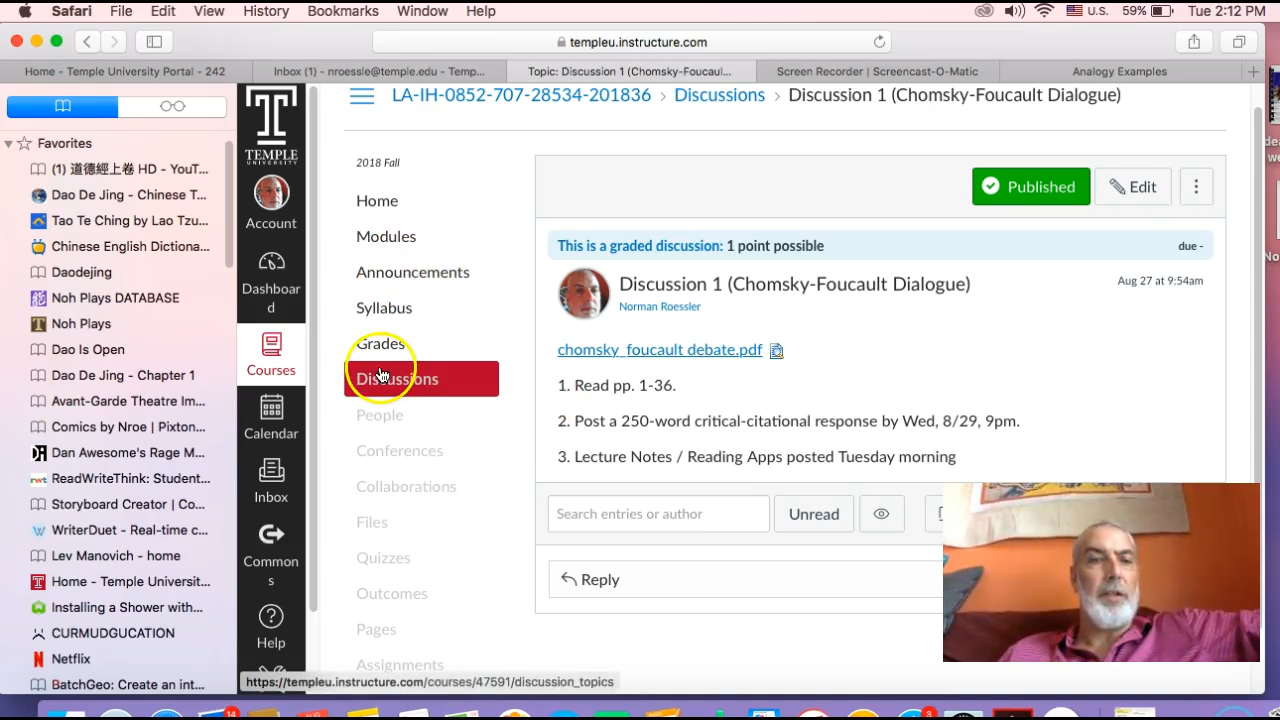 Safari File Edit View History Bookmarks Window Help U.S. 59% Tue 2:12 PM
templeu.instructure.com
Home - Temple University Portal - 242 Inbox (1) - nroessle@temple.edu - Temp... Topic: Discussion 1 (Chomsky-Foucaul... Screen Recorder | Screencast-O-Matic Analogy Examples
Favorites
(1) 道德經上卷 HD - YouT...
Dao De Jing - Chinese T...
Tao Te Ching by Lao Tzu...
Chinese English Dictiona...
Daodejing
Noh Plays DATABASE
Noh Plays
Dao Is Open
Dao De Jing - Chapter 1
Avant-Garde Theatre Im...
Comics by Nroe | Pixton...
Dan Awesome's Rage M...
rwt
ReadWriteThink: Student...
Storyboard Creator | Co...
WriterDuet - Real-time c...
Lev Manovich - home
Home - Temple Universit...
Installing a Shower with...
CURMUDGUCATION
Netflix
BatchGeo: Create an int...
TEMPLE
UNIVERSITY
Account
Dashboar
d
Courses
Calendar
Inbox
Common
s
Help
LA-IH-0852-707-28534-201836 > Discussions > Discussion 1 (Chomsky-Foucault Dialogue)
2018 Fall
Home
Modules
Announcements
Syllabus
Grades
Discussions
People
Conferences
Collaborations
Files
Quizzes
Outcomes
Pages
Assignments
Published Edit
This is a graded discussion: 1 point possible due -
Discussion 1 (Chomsky-Foucault Dialogue) Aug 27 at 9:54am
Norman Roessler
chomsky_foucault debate.pdf
1. Read pp. 1-36.
2. Post a 250-word critical-citational response by Wed, 8/29, 9pm.
3. Lecture Notes / Reading Apps posted Tuesday morning
Search entries or author Unread
Reply
https://templeu.instructure.com/courses/47591/discussion_topics
14
3